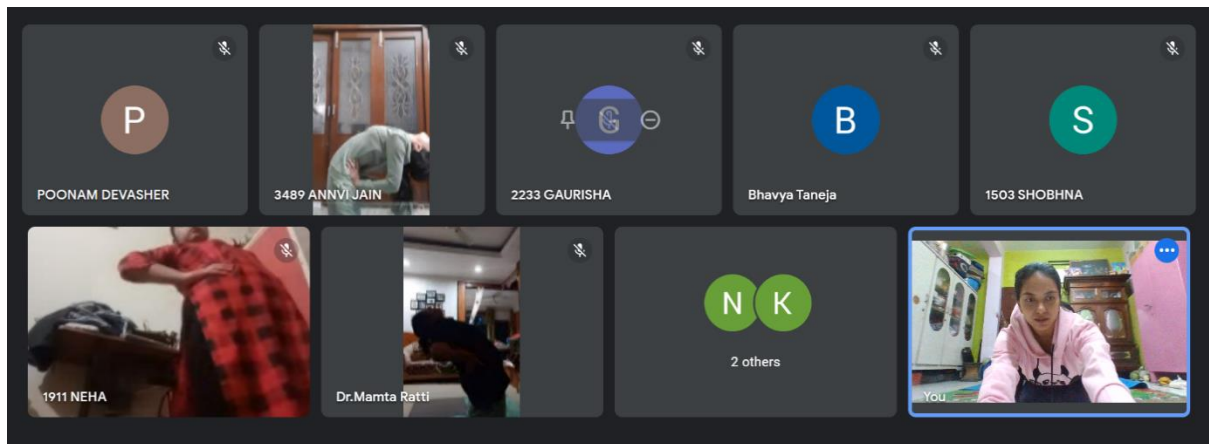 P
POONAM DEVASHER
3489 ANNVI JAIN
G
2233 GAURISHA
B
Bhavya Taneja
S
1503 SHOBHNA
1911 NEHA
Dr.Mamta Ratti
N K
2 others
You